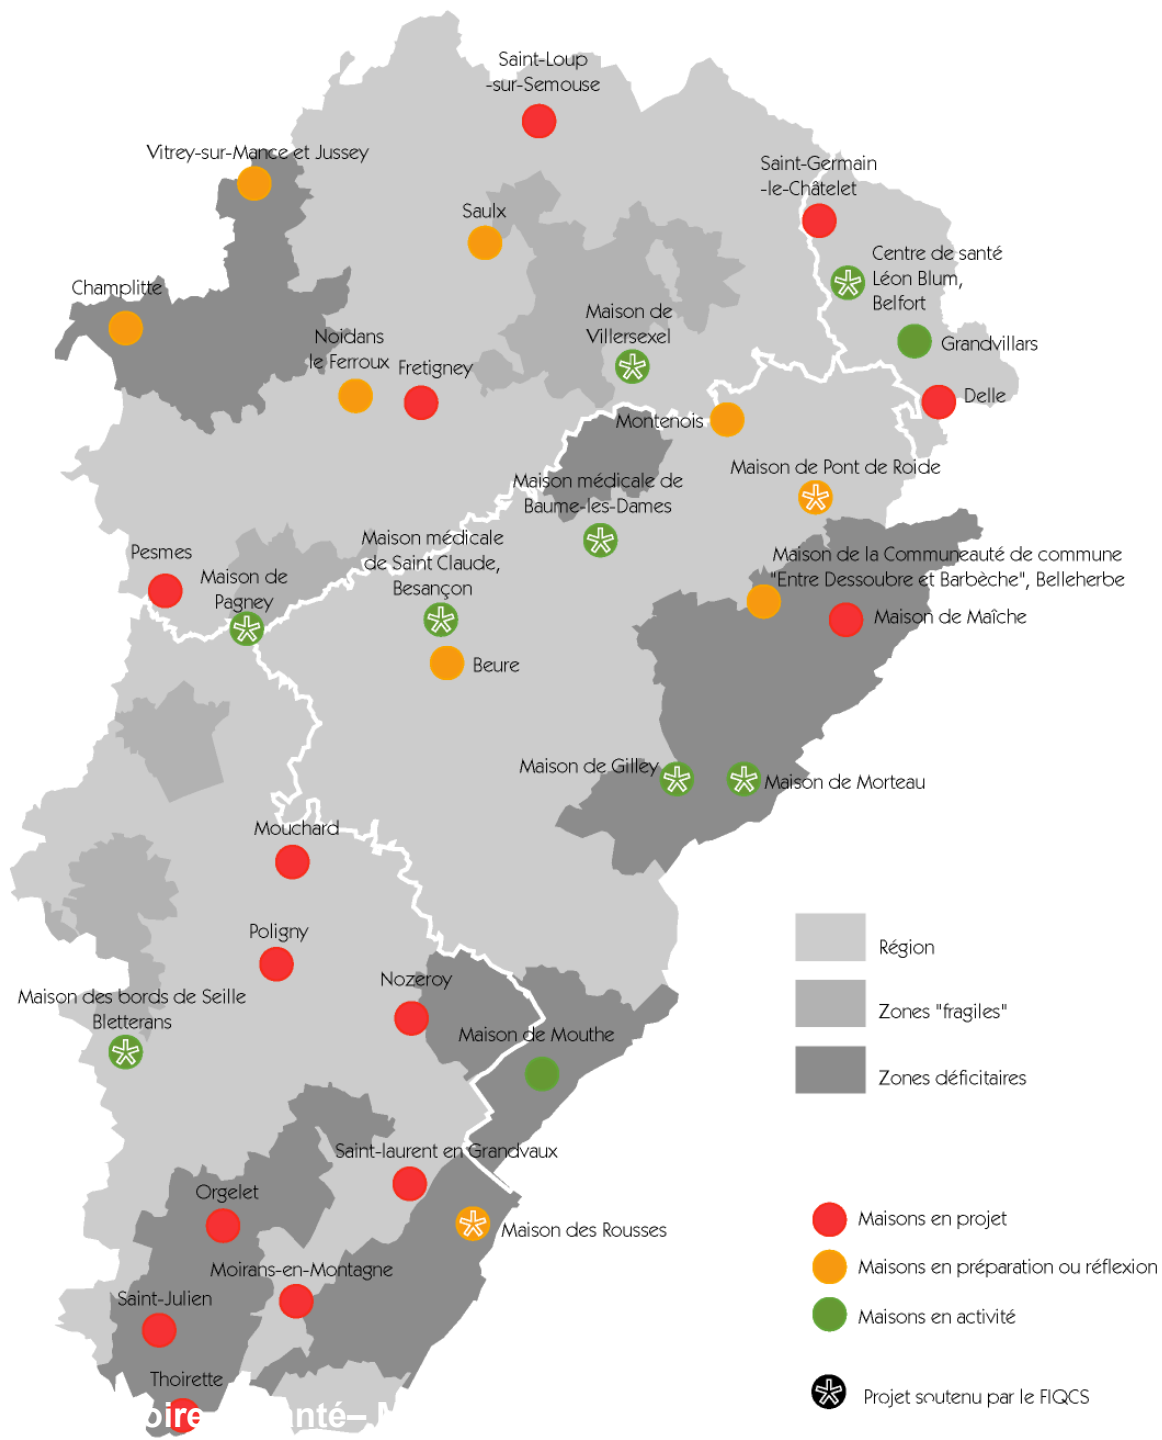 Saint-Loup
-sur-Semouse
Vitrey-sur-Mance et Jussey
Saint-Germain
-le-Châtelet
Saulx
Centre de santé
Léon Blum,
Belfort
Champlitte
Maison de
Villersexel
Noidans
le Ferroux
Fretigney
Grandvillars
Delle
Montenois
Maison de Pont de Roide
Maison médicale de
Baume-les-Dames
Maison médicale
de Saint Claude,
Besançon
Pesmes
Maison de
Pagney
Maison de la Communeauté de commune
"Entre Dessoubre et Barbèche", Belleherbe
Maison de Maîche
Beure
Maison de Gilley
Maison de Morteau
Mouchard
Poligny
Nozeroy
Maison des bords de Seille
Bletterans
Maison de Mouthe
Saint-laurent en Grandvaux
Orgelet
Maison des Rousses
Moirans-en-Montagne
Saint-Julien
Thoirette
Région
Zones "fragiles"
Zones déficitaires
Maisons en projet
Maisons en préparation ou réflexion
Maisons en activité
Projet soutenu par le FIQCS